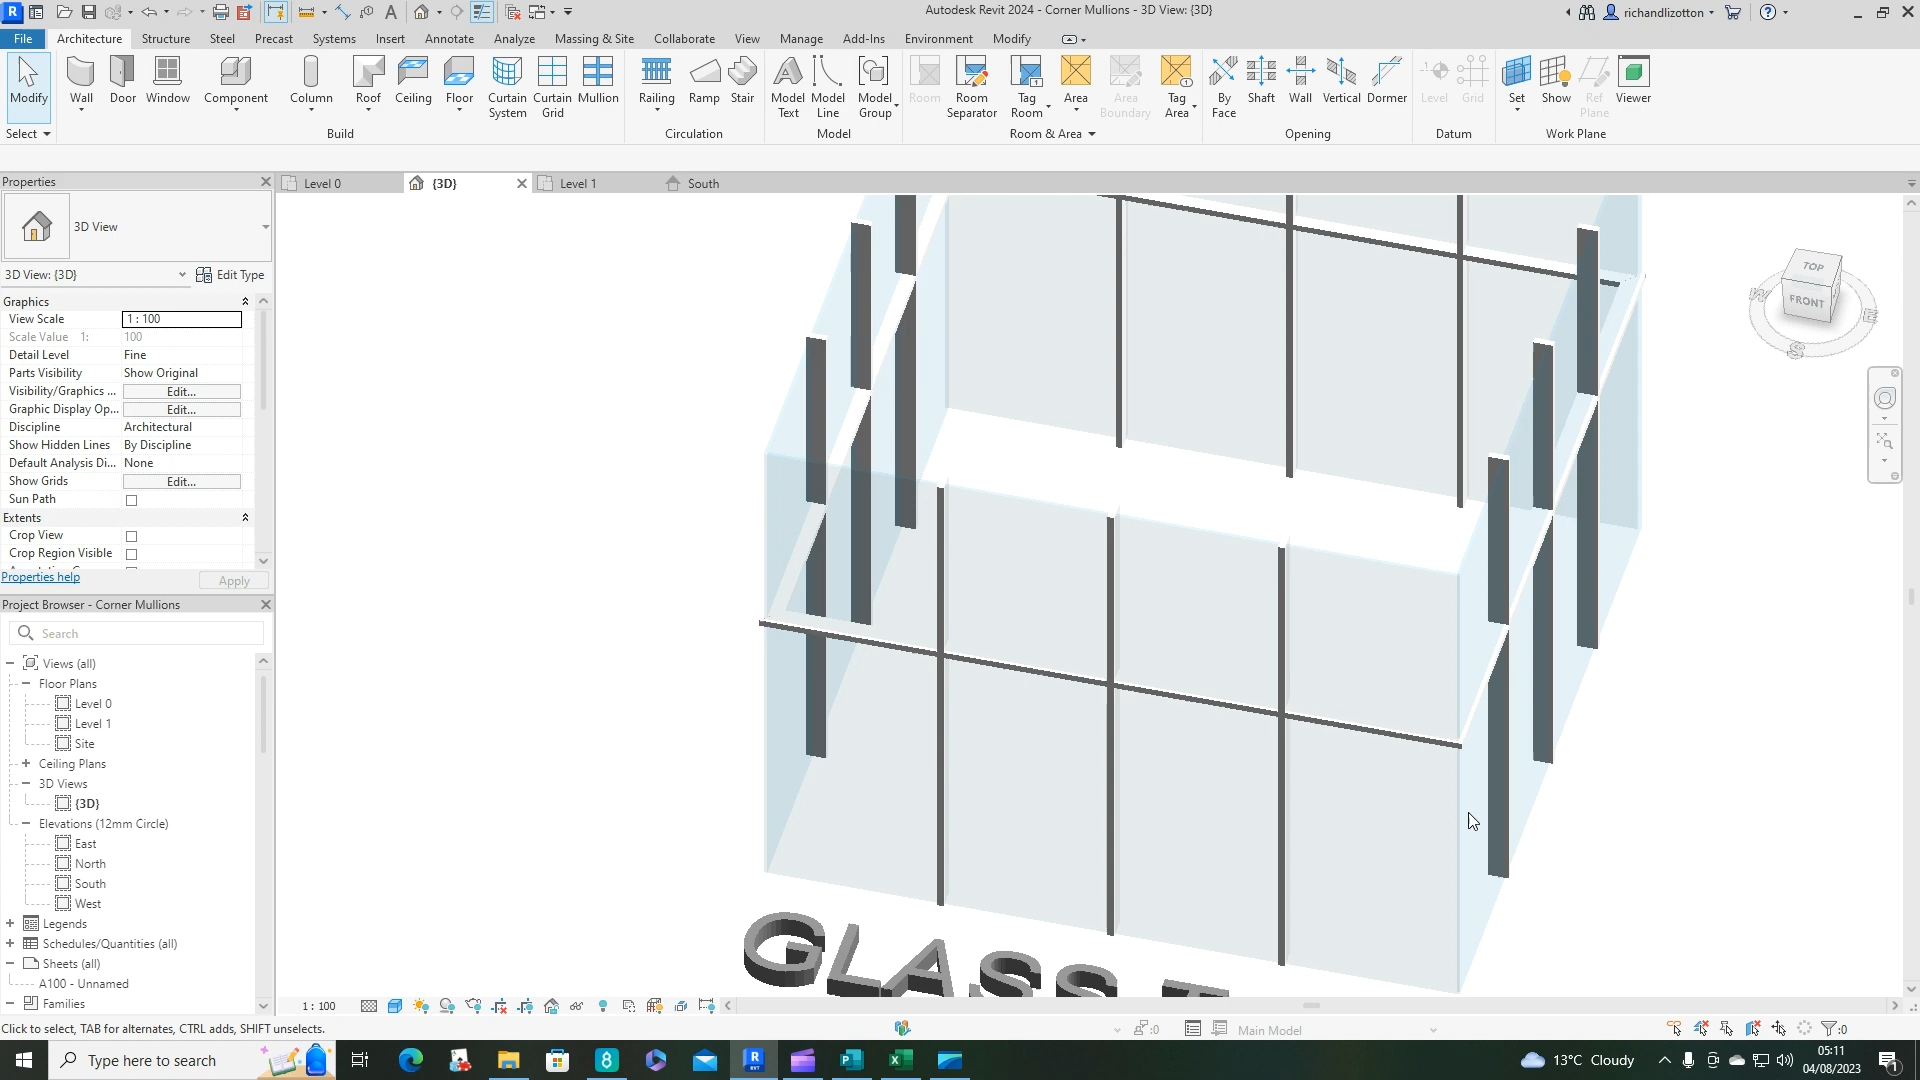 Autodesk Revit 2024 - Corner Mullions - 3D View: {3D}
richandlizotton
File Architecture Structure Steel Precast Systems Insert Annotate Analyze Massing & Site Collaborate View Manage Add-Ins Environment Modify
Modify Wall Door Window Component Column Roof Ceiling Floor Curtain System Curtain Grid Mullion Railing Ramp Stair Model Text Model Line Model Group Room Room Separator Tag Room Area Area Boundary Tag Area By Face Shaft Wall Vertical Dormer Level Grid Set Show Ref Plane Viewer
Select Build Circulation Model Room & Area Opening Datum Work Plane
Properties
Level 0 {3D} Level 1 South
3D View
3D View: {3D} Edit Type
Graphics
View Scale 1 : 100
Scale Value 1: 100
Detail Level Fine
Parts Visibility Show Original
Visibility/Graphics ... Edit...
Graphic Display Op... Edit...
Discipline Architectural
Show Hidden Lines By Discipline
Default Analysis Di... None
Show Grids Edit...
Sun Path
Extents
Crop View
Crop Region Visible
Properties help Apply
Project Browser - Corner Mullions
Search
Views (all)
Floor Plans
Level 0
Level 1
Site
Ceiling Plans
3D Views
{3D}
Elevations (12mm Circle)
East
North
South
West
Legends
Schedules/Quantities (all)
Sheets (all)
A100 - Unnamed
Families
TOP
FRONT
W
E
S
GLASS T
1 : 100
Click to select, TAB for alternates, CTRL adds, SHIFT unselects.
:0
Main Model
:0
Type here to search
13°C Cloudy
05:11
04/08/2023
1